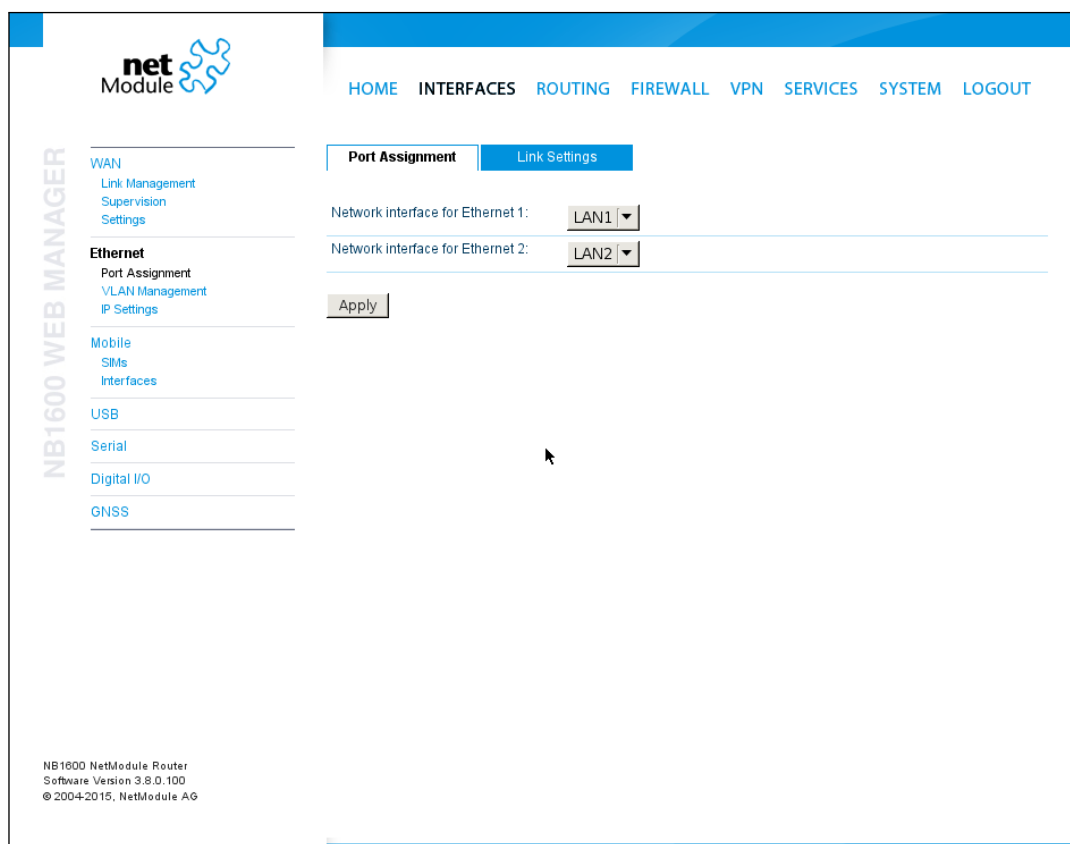 net
Module
HOME INTERFACES ROUTING FIREWALL VPN SERVICES SYSTEM LOGOUT
NB1600 WEB MANAGER
WAN
Link Management
Supervision
Settings
Ethernet
Port Assignment
VLAN Management
IP Settings
Mobile
SIMs
Interfaces
USB
Serial
Digital I/O
GNSS
Port Assignment Link Settings
Network interface for Ethernet 1: LAN1
Network interface for Ethernet 2: LAN2
Apply
NB1600 NetModule Router
Software Version 3.8.0.100
© 2004-2015, NetModule AG